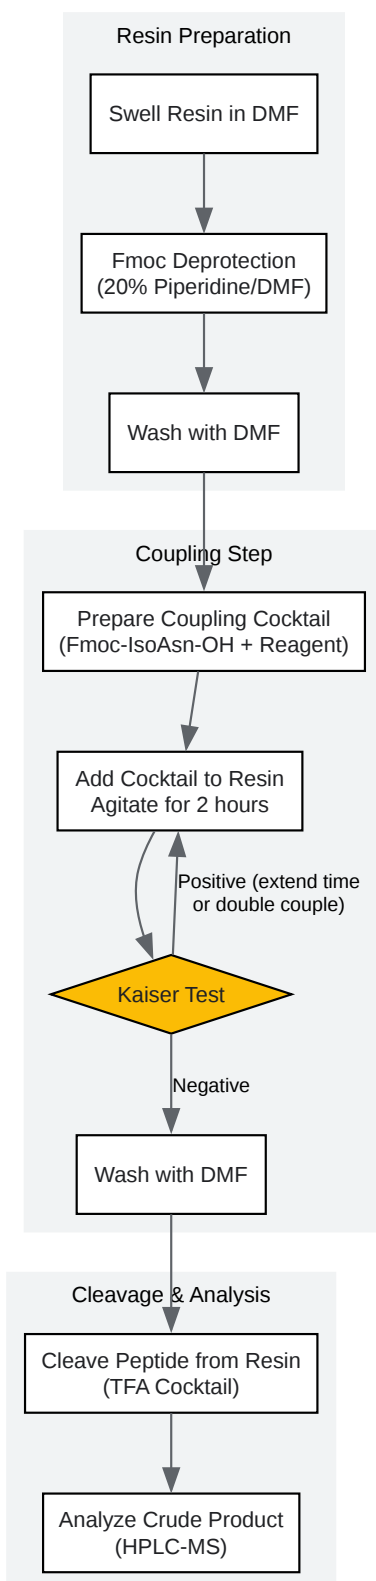 Resin Preparation
Swell Resin in DMF
Fmoc Deprotection
(20% Piperidine/DMF)
Wash with DMF
Coupling Step
Prepare Coupling Cocktail
(Fmoc-IsoAsn-OH + Reagent)
Add Cocktail to Resin
Agitate for 2 hours
Positive (extend time
or double couple)
Kaiser Test
Negative
Wash with DMF
Cleavage & Analysis
Cleave Peptide from Resin
(TFA Cocktail)
Analyze Crude Product
(HPLC-MS)